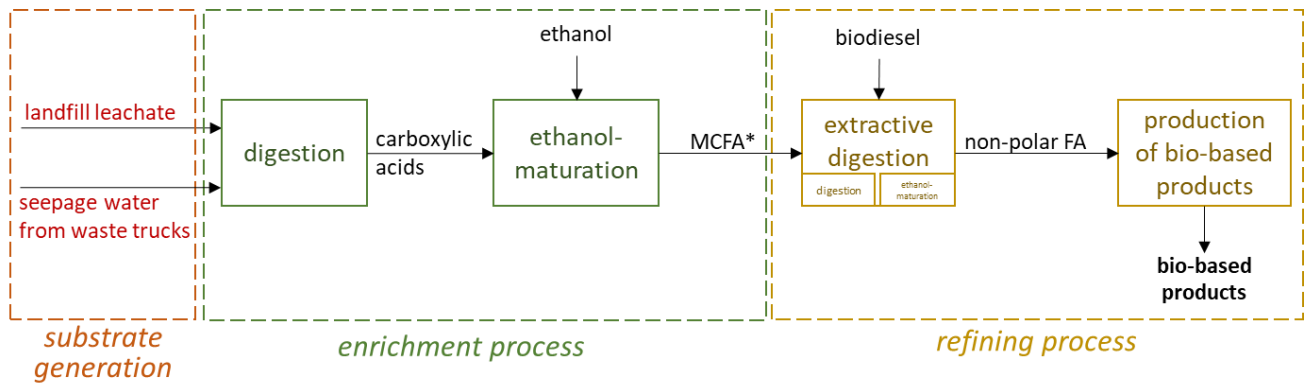 landfill leachate
seepage water
from waste trucks
substrate
generation
digestion
carboxylic
acids
ethanol
ethanol-
maturation
MCFA*
enrichment process
biodiesel
extractive
digestion
digestion
ethanol-
maturation
non-polar FA
production
of bio-based
products
bio-based
products
refining process